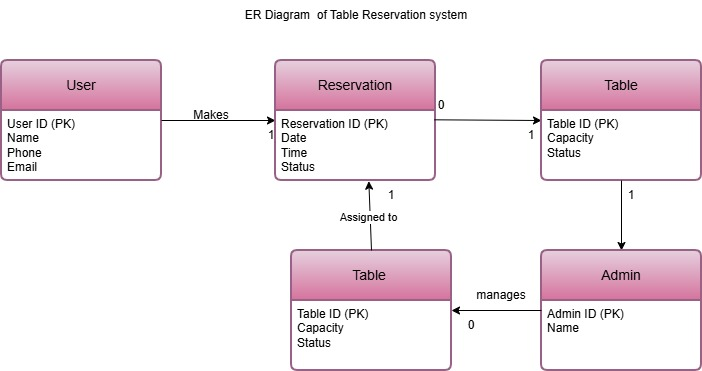 ER Diagram of Table Reservation system
User
User ID (PK)
Name
Phone
Email
Makes
1
Reservation
Reservation ID (PK)
Date
Time
Status
0
1
Table
Table ID (PK)
Capacity
Status
1
Assigned to
1
Table
Table ID (PK)
Capacity
Status
manages
0
Admin
Admin ID (PK)
Name